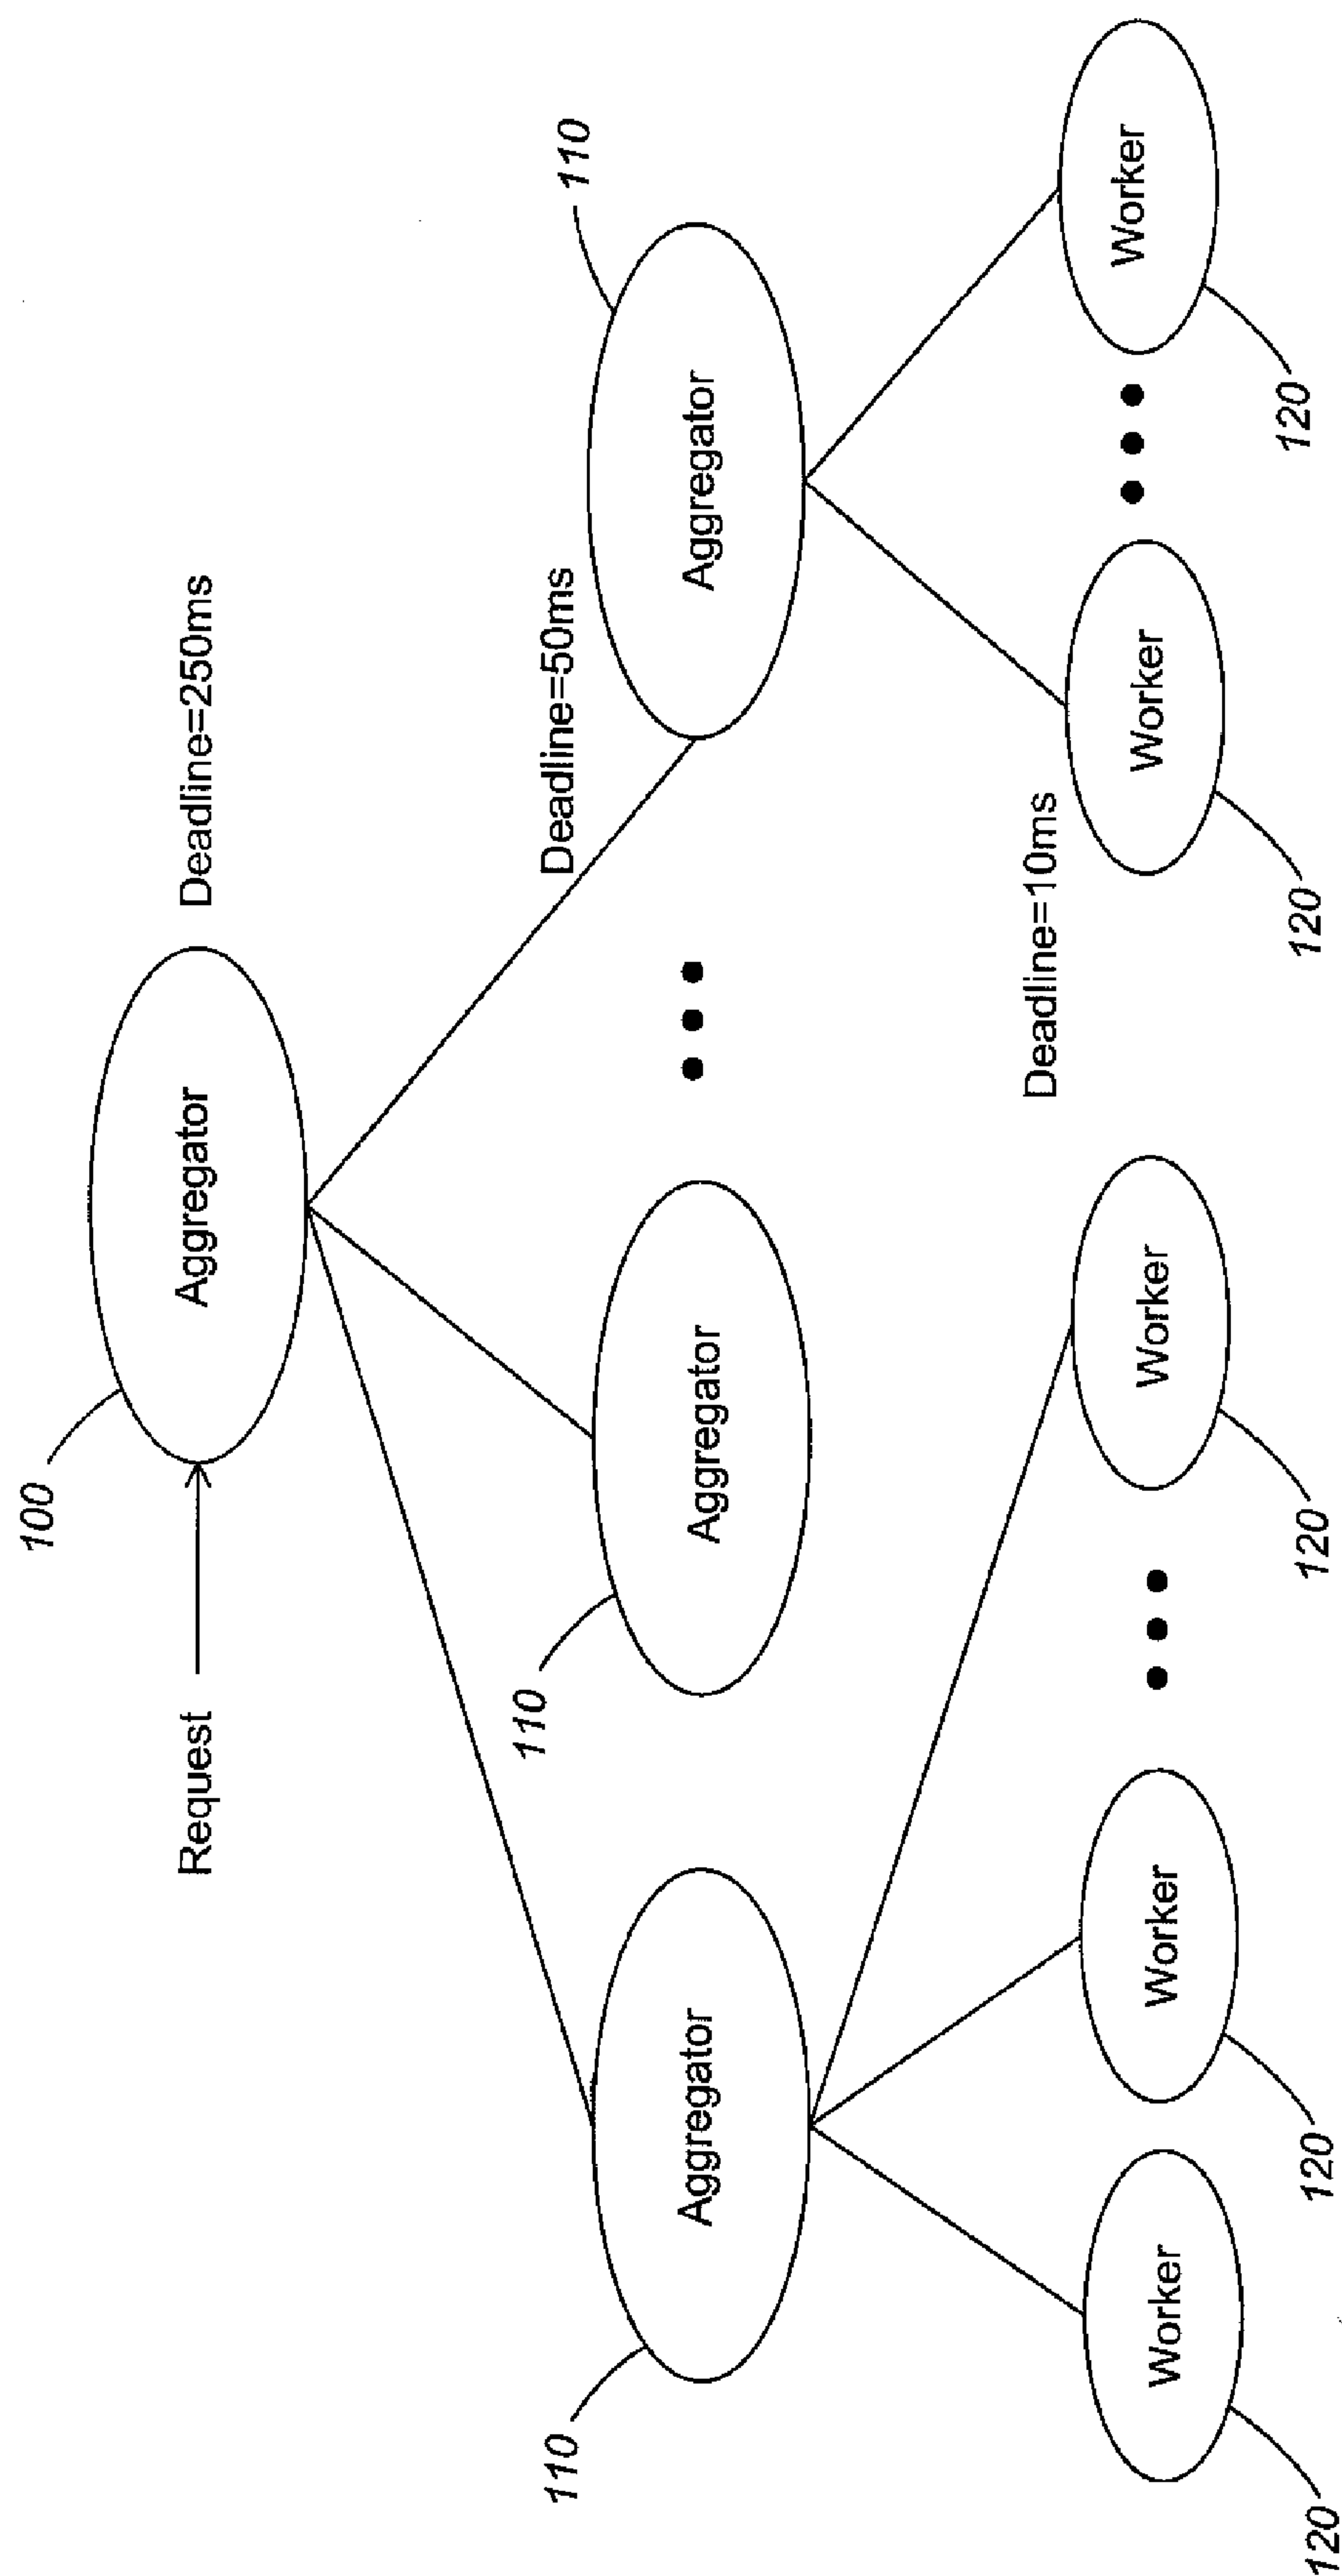 100
Request
Aggregator
Deadline=250ms
Deadline=50ms
110
Aggregator
110
Aggregator
110
Aggregator
Deadline=10ms
Worker
Worker
Worker
Worker
Worker
120
120
120
120
120